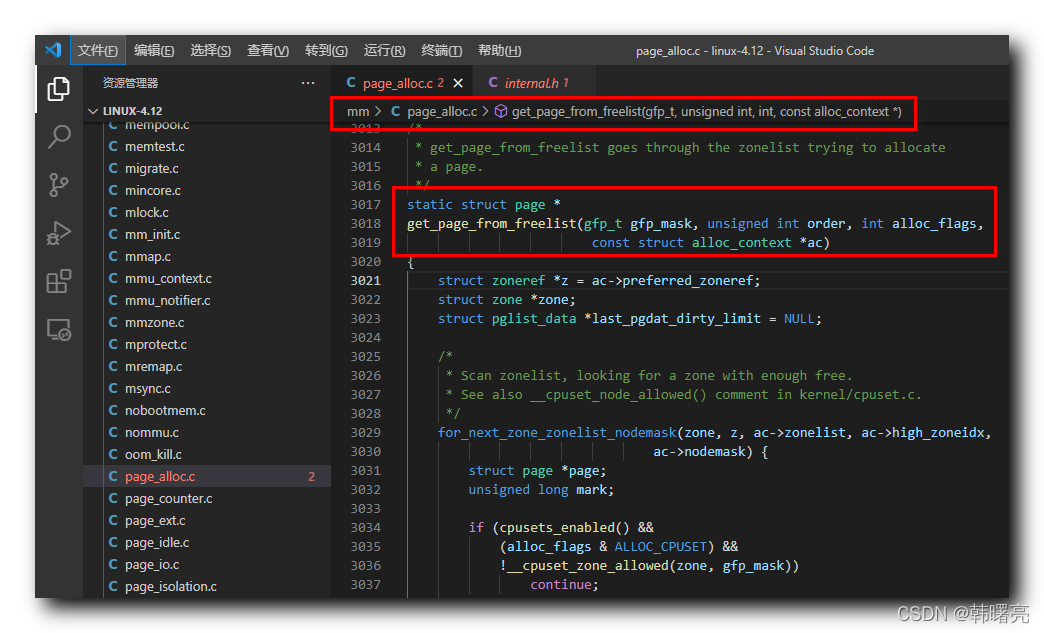 文件(F) 编辑(E) 选择(S) 查看(V) 转到(G) 运行(R) 终端(T) 帮助(H) page_alloc.c - linux-4.12 - Visual Studio Code
资源管理器 ···
LINUX-4.12
mempool.c
C memtest.c
C migrate.c
C mincore.c
C mlock.c
C mm_init.c
C mmap.c
C mmu_context.c
C mmu_notifier.c
C mmzone.c
C mprotect.c
C mremap.c
C msync.c
C nobootmem.c
C nommu.c
C oom_kill.c
C page_alloc.c 2
C page_counter.c
C page_ext.c
C page_idle.c
C page_io.c
C page_isolation.c
C page_alloc.c 2 × C internal.h 1
mm > C page_alloc.c > get_page_from_freelist(gfp_t, unsigned int, int, const alloc_context *)
3013 /*
3014 * get_page_from_freelist goes through the zonelist trying to allocate
3015 * a page.
3016 */
3017 static struct page *
3018 get_page_from_freelist(gfp_t gfp_mask, unsigned int order, int alloc_flags,
3019 const struct alloc_context *ac)
3020 {
3021 struct zoneref *z = ac->preferred_zoneref;
3022 struct zone *zone;
3023 struct pglist_data *last_pgdat_dirty_limit = NULL;
3024
3025 /*
3026 * Scan zonelist, looking for a zone with enough free.
3027 * See also __cpuset_node_allowed() comment in kernel/cpuset.c.
3028 */
3029 for_next_zone_zonelist_nodemask(zone, z, ac->zonelist, ac->high_zoneidx,
3030 ac->nodemask) {
3031 struct page *page;
3032 unsigned long mark;
3033
3034 if (cpusets_enabled() &&
3035 (alloc_flags & ALLOC_CPUSET) &&
3036 !__cpuset_zone_allowed(zone, gfp_mask))
3037 continue;
CSDN @韩曙亮